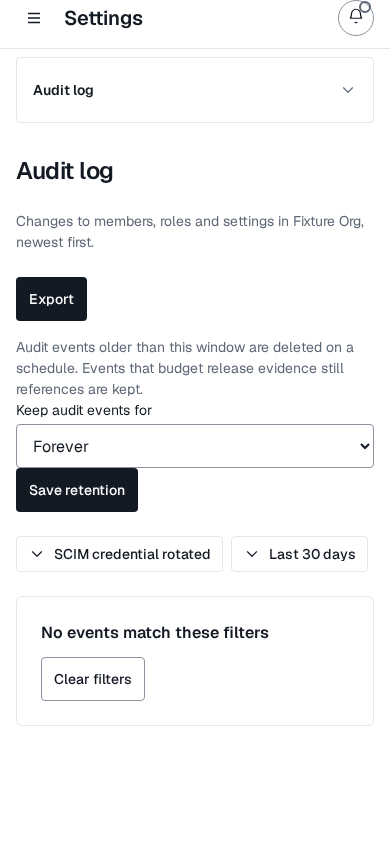 Settings
Audit log
Audit log
Changes to members, roles and settings in Fixture Org,
newest first.
Export
Audit events older than this window are deleted on a
schedule. Events that budget release evidence still
references are kept.
Keep audit events for
Forever
Save retention
SCIM credential rotated
Last 30 days
No events match these filters
Clear filters